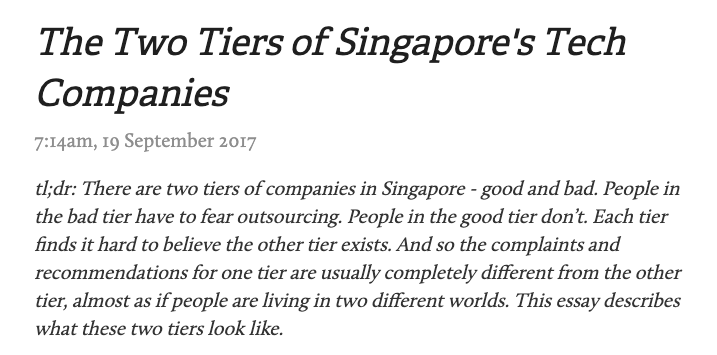 The Two Tiers of Singapore's Tech
Companies
7:14am, 19 September 2017
tl;dr: There are two tiers of companies in Singapore - good and bad. People in
the bad tier have to fear outsourcing. People in the good tier don’t. Each tier
finds it hard to believe the other tier exists. And so the complaints and
recommendations for one tier are usually completely different from the other
tier, almost as if people are living in two different worlds. This essay describes
what these two tiers look like.